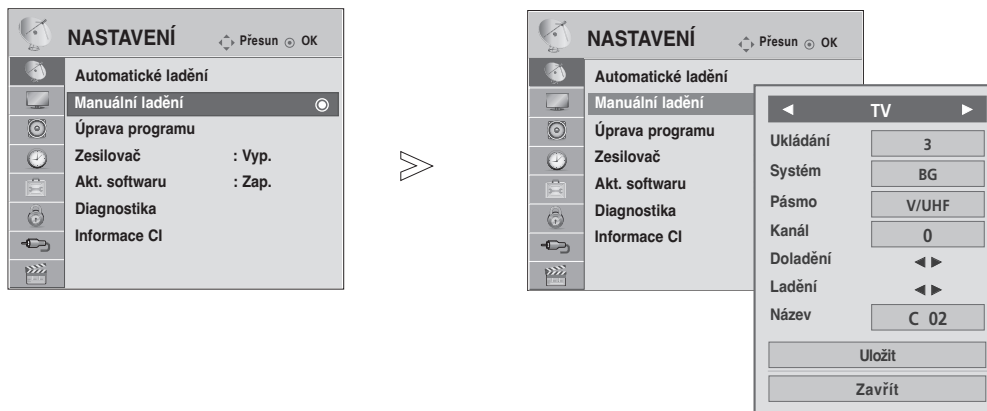 NASTAVENÍ Přesun OK
Automatické ladění
Manuální ladění
Úprava programu
Zesilovač : Vyp.
Akt. softwaru : Zap.
Diagnostika
Informace CI
NASTAVENÍ Přesun OK
Automatické ladění
Manuální ladění
Úprava programu
Zesilovač
Akt. softwaru
Diagnostika
Informace CI
◄ TV ►
Ukládání 3
Systém BG
Pásmo V/UHF
Kanál 0
Doladění ◄ ►
Ladění ◄ ►
Název C 02
Uložit
Zavřít